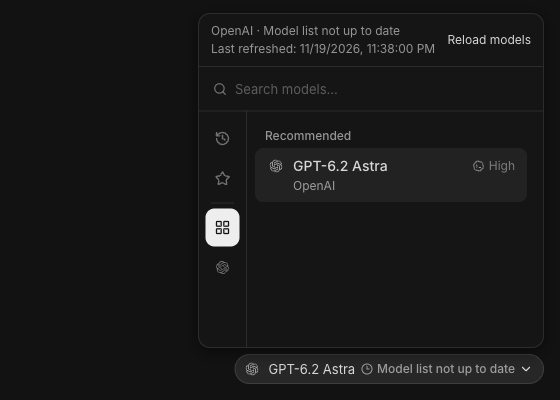 OpenAI · Model list not up to date
Last refreshed: 11/19/2026, 11:38:00 PM
Reload models
Search models...
Recommended
GPT-6.2 Astra
High
OpenAI
GPT-6.2 Astra
Model list not up to date